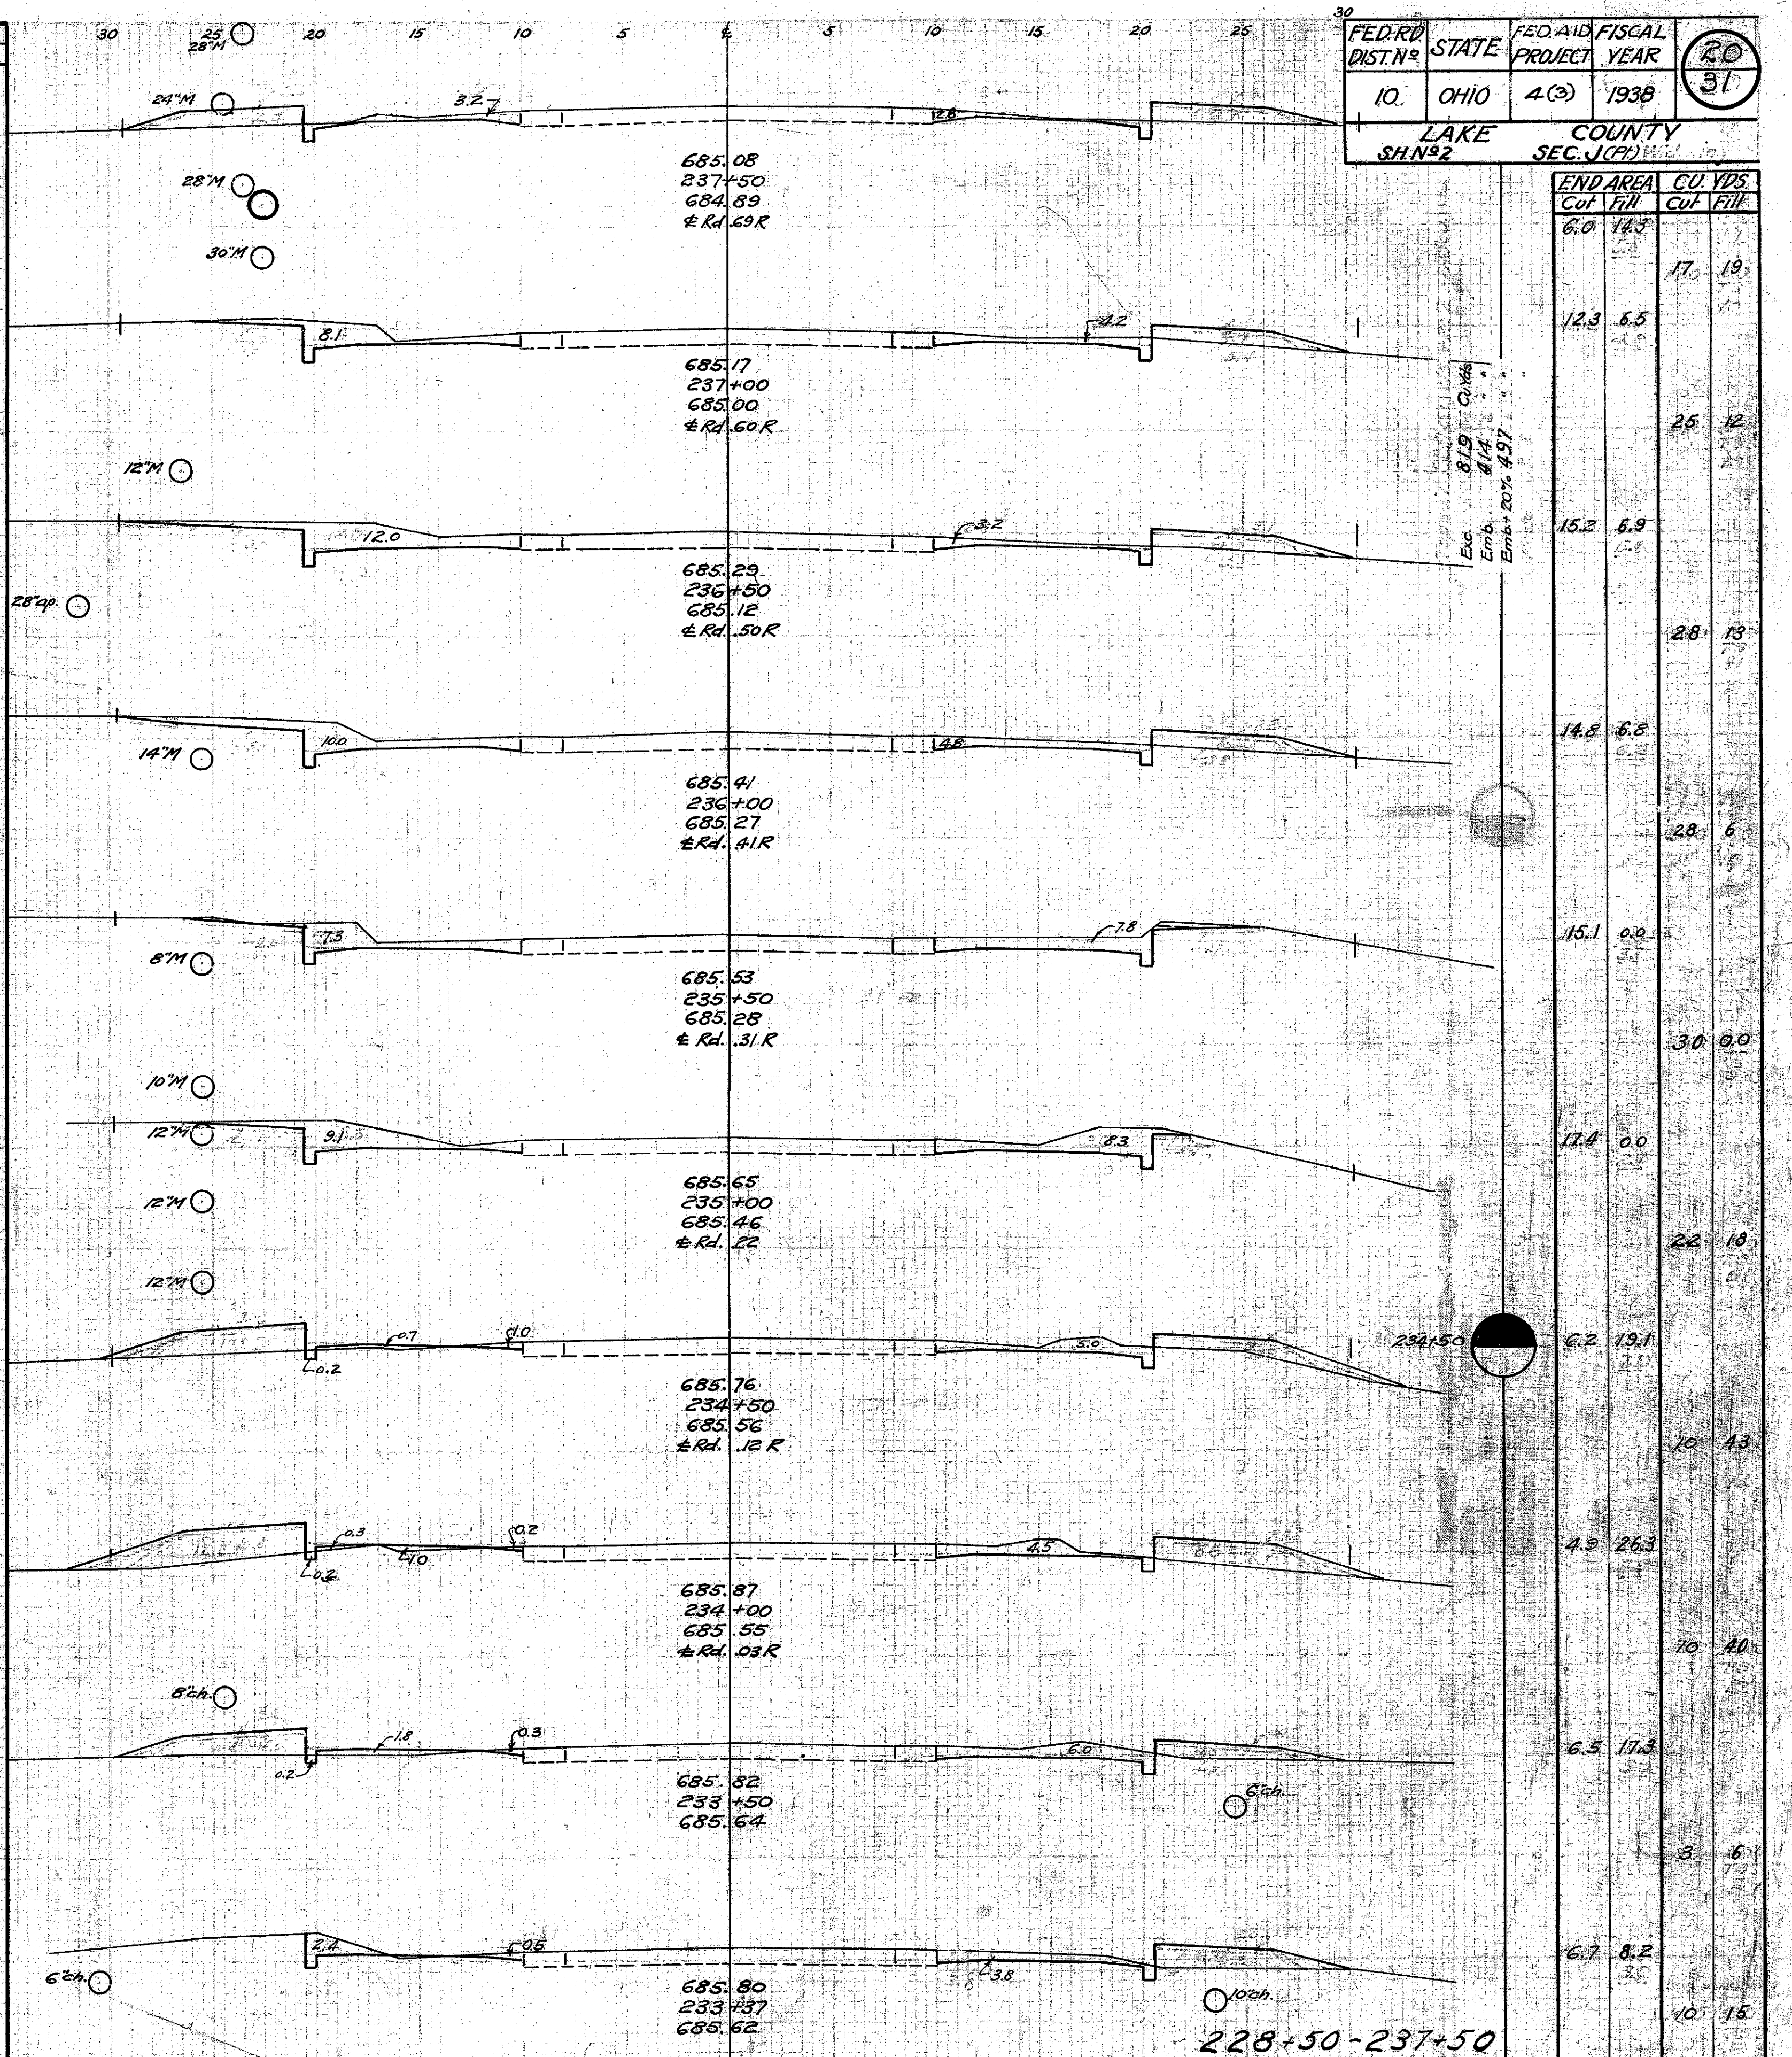 30 25 20 15 10 5 ℄ 5 10 15 20 25 30
FED. RD DIST. Nº STATE FED. AID PROJECT FISCAL YEAR
10 OHIO 4(3) 1938
20
31
LAKE COUNTY
S.H. Nº 2 SEC. J (Pt.)
END AREA CU. YDS.
Cut Fill Cut Fill
28"M
24"M
3.2
12.8
6.0 14.3
685.08
237+50
684.89
℄ Rd .69 R
28"M
30"M
17 19
8.1
4.2
12.3 6.5
685.17
237+00
685.00
℄ Rd .60 R
25 12
Exc. 819 Cu.Yds.
Emb. 414 " "
Emb.+20% 497 " "
12"M
12.0
3.2
15.2 6.9
685.29
236+50
685.12
℄ Rd. .50 R
28"ap.
28 13
10.0
4.8
14.8 6.8
14"M
685.41
236+00
685.27
℄ Rd. .41 R
28 6
7.3
7.8
15.1 0.0
8"M
685.53
235+50
685.28
℄ Rd. .31 R
30 0.0
10"M
12"M
9.1
8.3
17.4 0.0
685.65
235+00
685.46
℄ Rd. .22
12"M
22 18
12"M
0.7
1.0
0.2
5.0
234+50
6.2 19.1
685.76
234+50
685.56
℄ Rd. .12 R
10 43
0.3
0.2
1.0
0.2
4.5
4.9 26.3
685.87
234+00
685.55
℄ Rd. .03 R
10 40
8"ch.
1.8
0.3
0.2
6.0
6.5 17.3
685.82
233+50
685.64
6"ch.
3 6
2.4
0.5
3.8
6.7 8.2
6"ch.
685.80
233+37
685.62
10"ch.
10 15
228+50-237+50